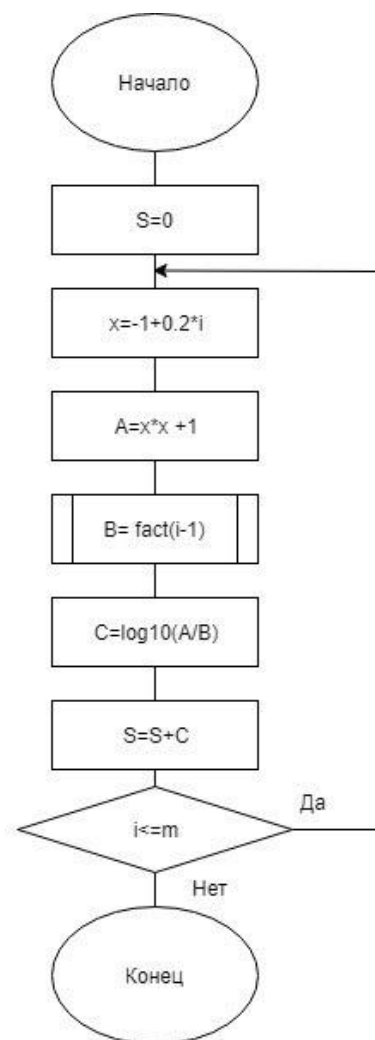 Начало
S=0
x=-1+0.2*i
A=x*x +1
B= fact(i-1)
C=log10(A/B)
S=S+C
i<=m
Да
Нет
Конец